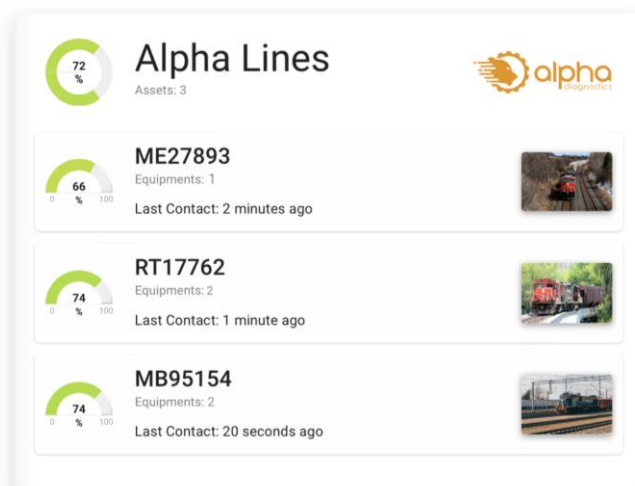 72
%
Alpha Lines
Assets: 3
alpha
diagnostics
66
0 % 100
ME27893
Equipments: 1
Last Contact: 2 minutes ago
74
0 % 100
RT17762
Equipments: 2
Last Contact: 1 minute ago
74
0 % 100
MB95154
Equipments: 2
Last Contact: 20 seconds ago